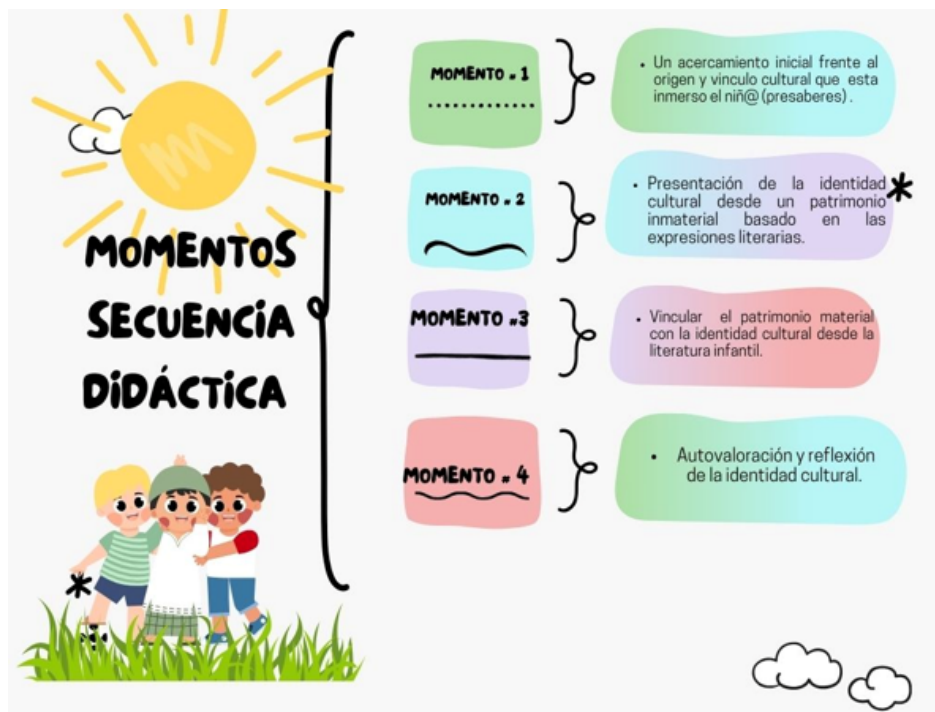 MOMENTOS
SECUENCIA
DIDÁCTICA
MOMENTO # 1
• Un acercamiento inicial frente al
origen y vinculo cultural que esta
inmerso el niñ@ (presaberes) .
MOMENTO # 2
• Presentación de la identidad
cultural desde un patrimonio
inmaterial basado en las
expresiones literarias.
MOMENTO #3
• Vincular el patrimonio material
con la identidad cultural desde la
literatura infantil.
MOMENTO # 4
• Autovaloración y reflexión
de la identidad cultural.